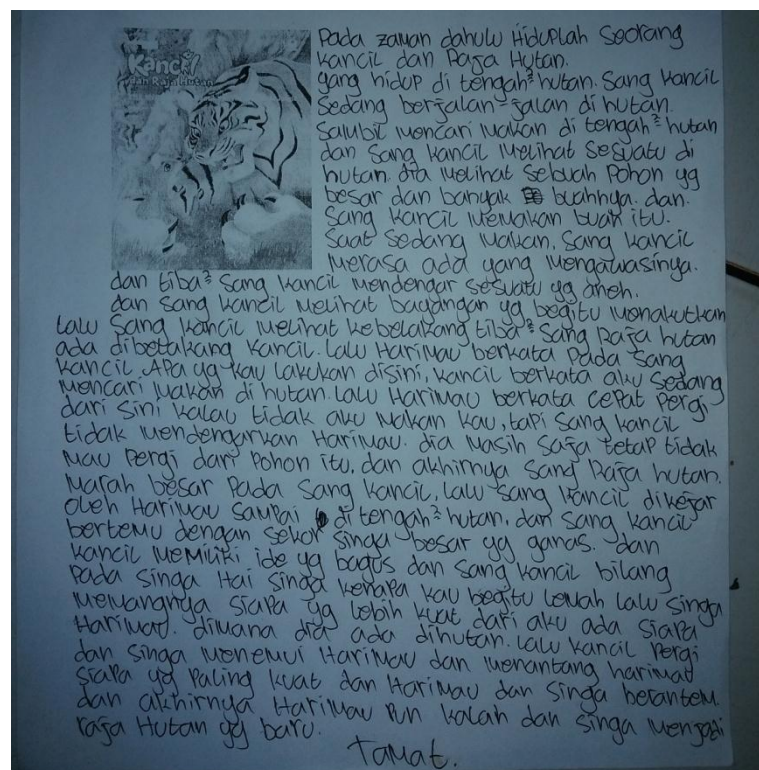 Kancil
dan Raja Hutan
Pada zaman dahulu Hiduplah Seorang
kancil dan Raja Hutan.
yang hidup di tengah² hutan. Sang kancil
Sedang berjalan-jalan di hutan.
Salubil mencari makan di tengah² hutan
dan Sang kancil melihat Sesuatu di
hutan. dia melihat Sebuah Pohon yg
besar dan banyak buahnya. dan.
Sang kancil memakan buah itu.
Saat Sedang makan, Sang kancil
Merasa ada yang Mengawasinya.
dan tiba² Sang kancil mendengar sesuatu yg aneh.
dan Sang kancil melihat bayangan yg begitu menakutkan
Lalu Sang kancil melihat kebelakang tiba² Sang Raja hutan
ada dibelakang kancil. Lalu Harimau berkata Pada Sang
kancil. APa yg kau lakukan disini, kancil berkata aku Sedang
Mencari makan di hutan. Lalu Harimau berkata CePat Pergi
dari Sini kalau tidak aku Makan kau, taPi Sang kancil
tidak mendengarkan Harimau. dia Masih Saja tetaP tidak
Mau Pergi dari Pohon itu, dan akhirnya Sang Raja hutan.
Marah besar Pada Sang kancil, Lalu Sang kancil dikejar
oleh Harimau SamPai di tengah² hutan. dan Sang kancil
bertemu dengan Sekor Singa besar yg ganas. dan
kancil Memiliki ide yg bagus dan Sang kancil bilang
Pada Singa Hai Singa kenaPa kau begitu Lemah Lalu Singa
Memangnya SiaPa yg Lebih kuat dari aku ada SiaPa
Harimau. dimana dia ada dihutan. Lalu kancil Pergi
dan Singa Menemui Harimau dan Menantang harimau
SiaPa yg Paling kuat. dan Harimau dan Singa berantem.
dan akhirnya Harimau Pun kalah dan Singa Menjadi
raja Hutan yg baru.
Tamat.